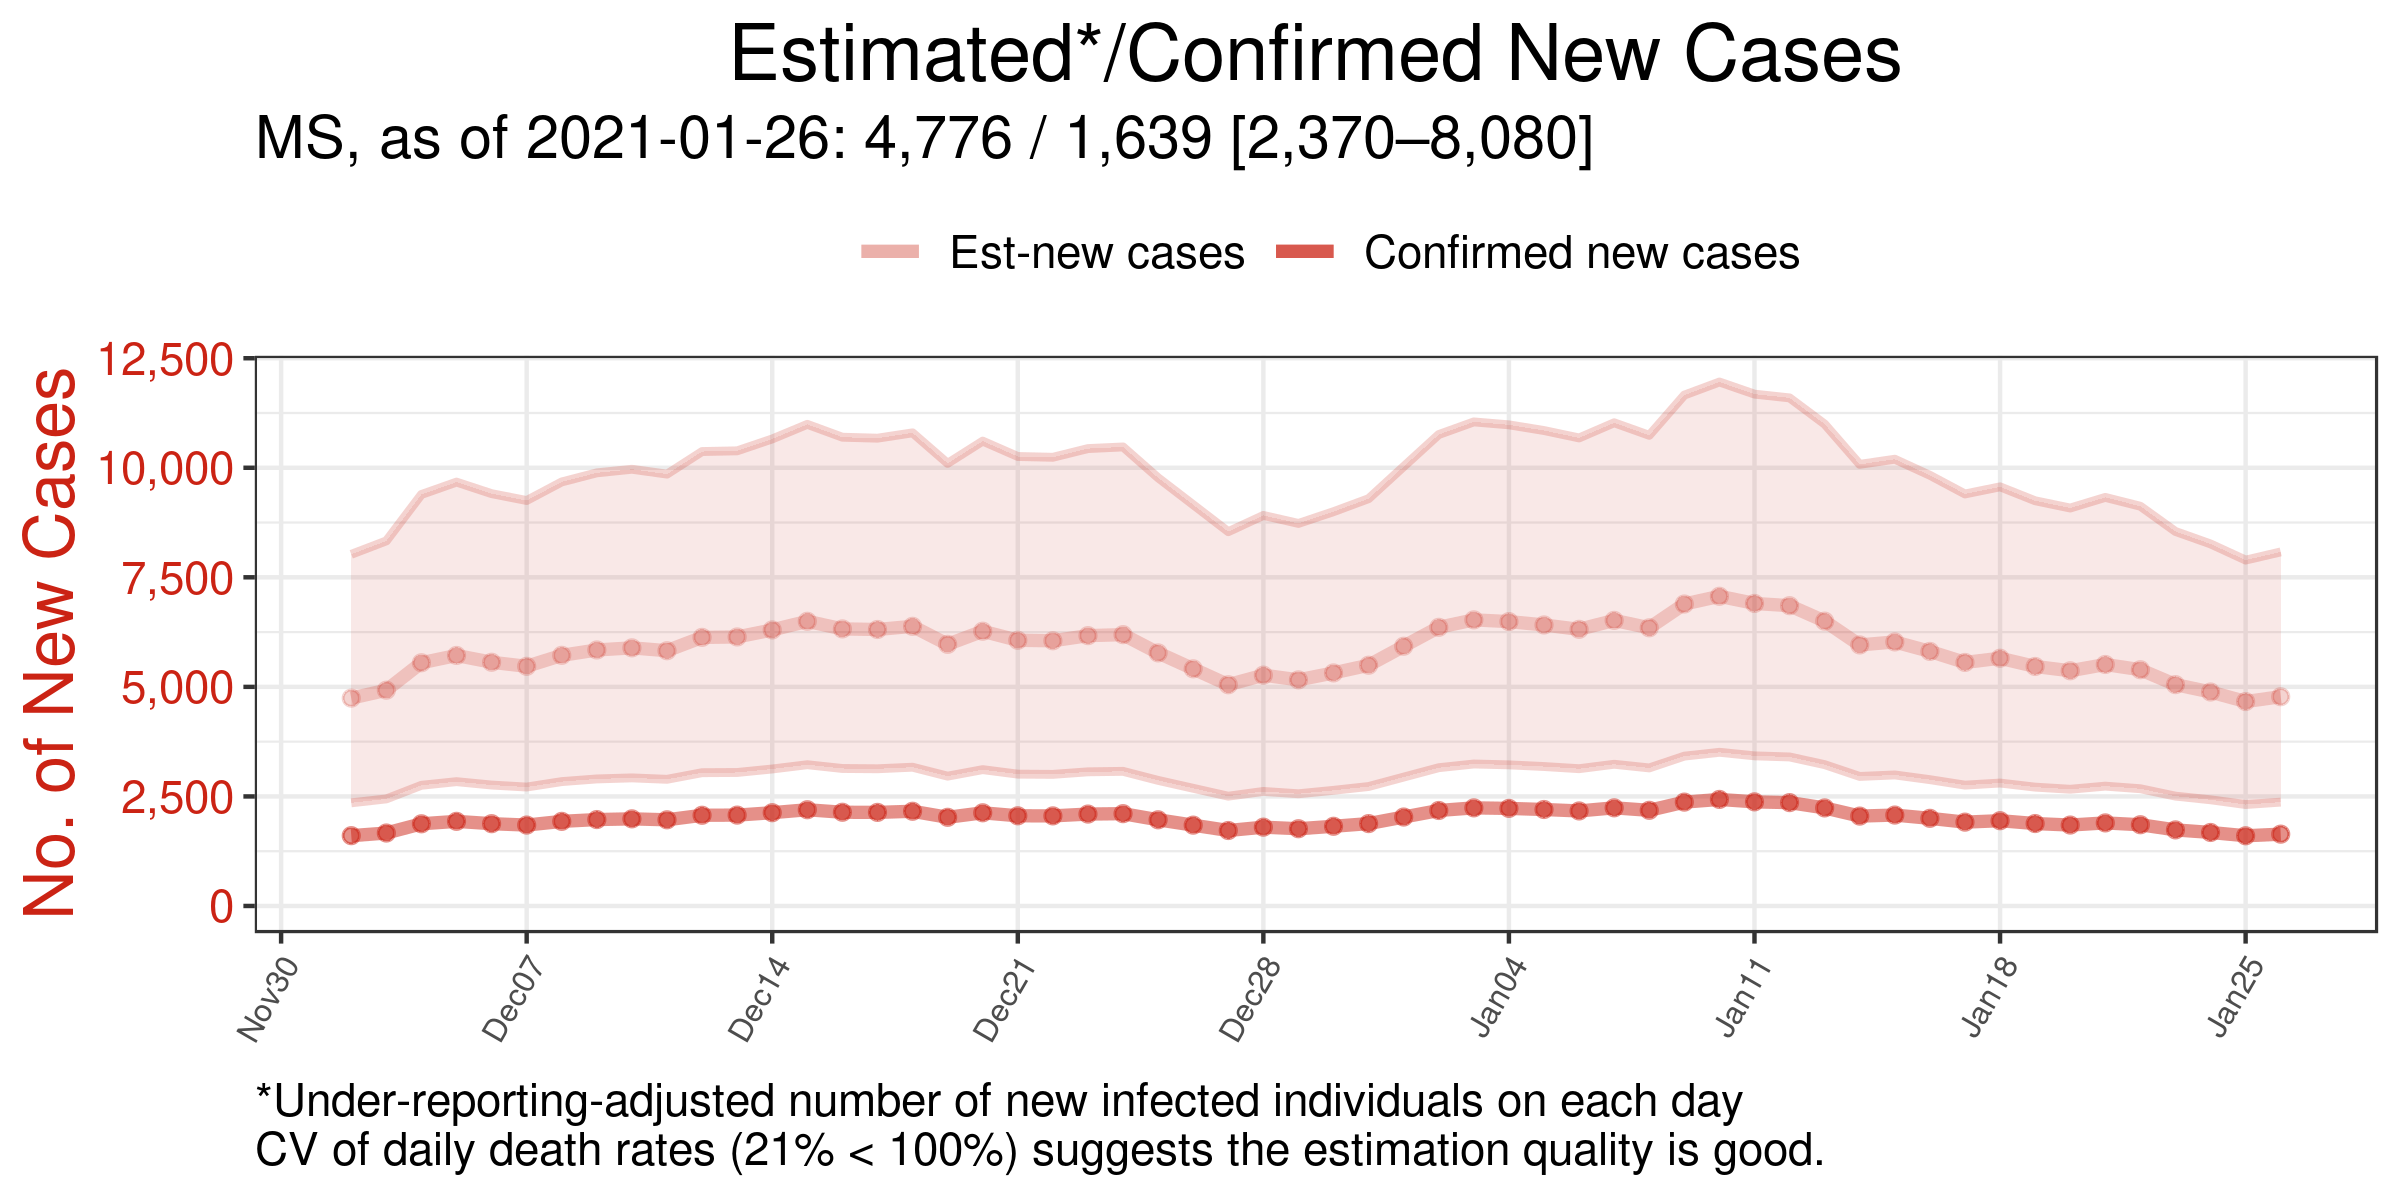 Estimated*/Confirmed New Cases
MS, as of 2021-01-26: 4,776 / 1,639 [2,370–8,080]
Est-new cases
Confirmed new cases
No. of New Cases
12,500
10,000
7,500
5,000
2,500
0
Nov30
Dec07
Dec14
Dec21
Dec28
Jan04
Jan11
Jan18
Jan25
*Under-reporting-adjusted number of new infected individuals on each day
CV of daily death rates (21% < 100%) suggests the estimation quality is good.